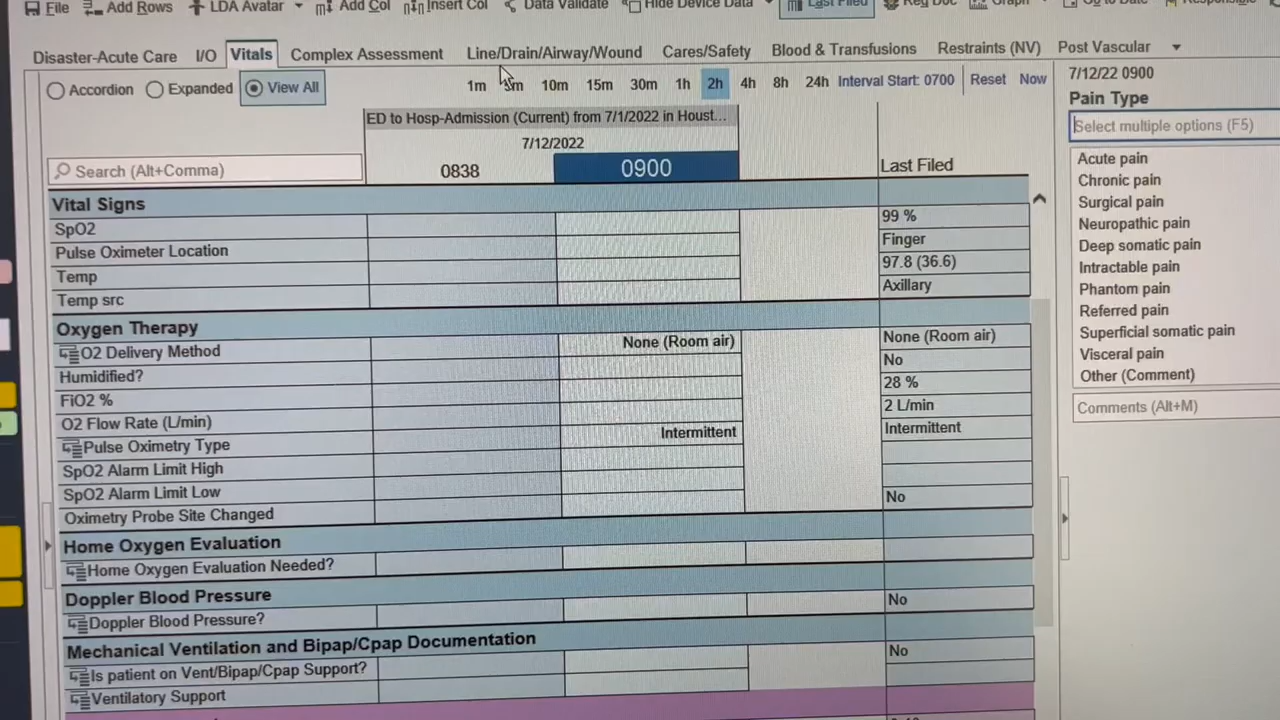 File Add Rows LDA Avatar Add Col Insert Col Data Validate Hide Device Data Last Filed Reg Doc Graph Go to Date Responsible
Disaster-Acute Care I/O Vitals Complex Assessment Line/Drain/Airway/Wound Cares/Safety Blood & Transfusions Restraints (NV) Post Vascular
Accordion Expanded View All 1m 5m 10m 15m 30m 1h 2h 4h 8h 24h Interval Start: 0700 Reset Now
ED to Hosp-Admission (Current) from 7/1/2022 in Houst...
7/12/2022
Search (Alt+Comma) 0838 0900 Last Filed
Vital Signs
SpO2 99 %
Pulse Oximeter Location Finger
Temp 97.8 (36.6)
Temp src Axillary
Oxygen Therapy
O2 Delivery Method None (Room air) None (Room air)
Humidified? No
FiO2 % 28 %
O2 Flow Rate (L/min) 2 L/min
Pulse Oximetry Type Intermittent Intermittent
SpO2 Alarm Limit High
SpO2 Alarm Limit Low
Oximetry Probe Site Changed No
Home Oxygen Evaluation
Home Oxygen Evaluation Needed?
Doppler Blood Pressure
Doppler Blood Pressure? No
Mechanical Ventilation and Bipap/Cpap Documentation
Is patient on Vent/Bipap/Cpap Support? No
Ventilatory Support
7/12/22 0900
Pain Type
Select multiple options (F5)
Acute pain
Chronic pain
Surgical pain
Neuropathic pain
Deep somatic pain
Intractable pain
Phantom pain
Referred pain
Superficial somatic pain
Visceral pain
Other (Comment)
Comments (Alt+M)